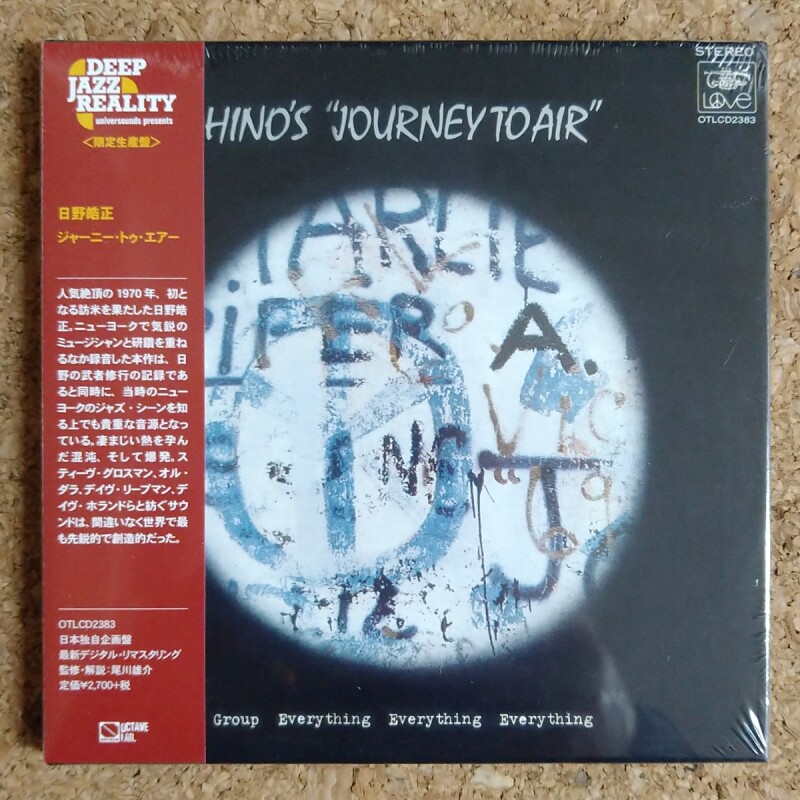 DEEP
JAZZ
REALITY
universounds presents
<限定生産盤>
日野皓正
ジャーニー・トゥ・エアー
人気絶頂の1970年、初と
なる訪米を果たした日野皓
正。ニューヨークで気鋭の
ミュージシャンと研鑽を重ね
るなか録音した本作は、日
野の武者修行の記録であ
ると同時に、当時のニュー
ヨークのジャズ・シーンを知
る上でも貴重な音源となっ
ている。凄まじい熱を孕ん
だ混沌、そして爆発。ス
ティーヴ・グロスマン、オル・
ダラ、デイヴ・リーブマン、デ
イヴ・ホランドらと紡ぐサウ
ンドは、間違いなく世界で最
も先鋭的で創造的だった。
OTLCD2383
日本独自企画盤
最新デジタル・リマスタリング
監修・解説:尾川雄介
定価¥2,700+税
OCTAVE
LAB.
HINO'S "JOURNEY TO AIR"
STEREO
LOVE
OTLCD2383
A.
VIC
"J"
Group Everything Everything Everything